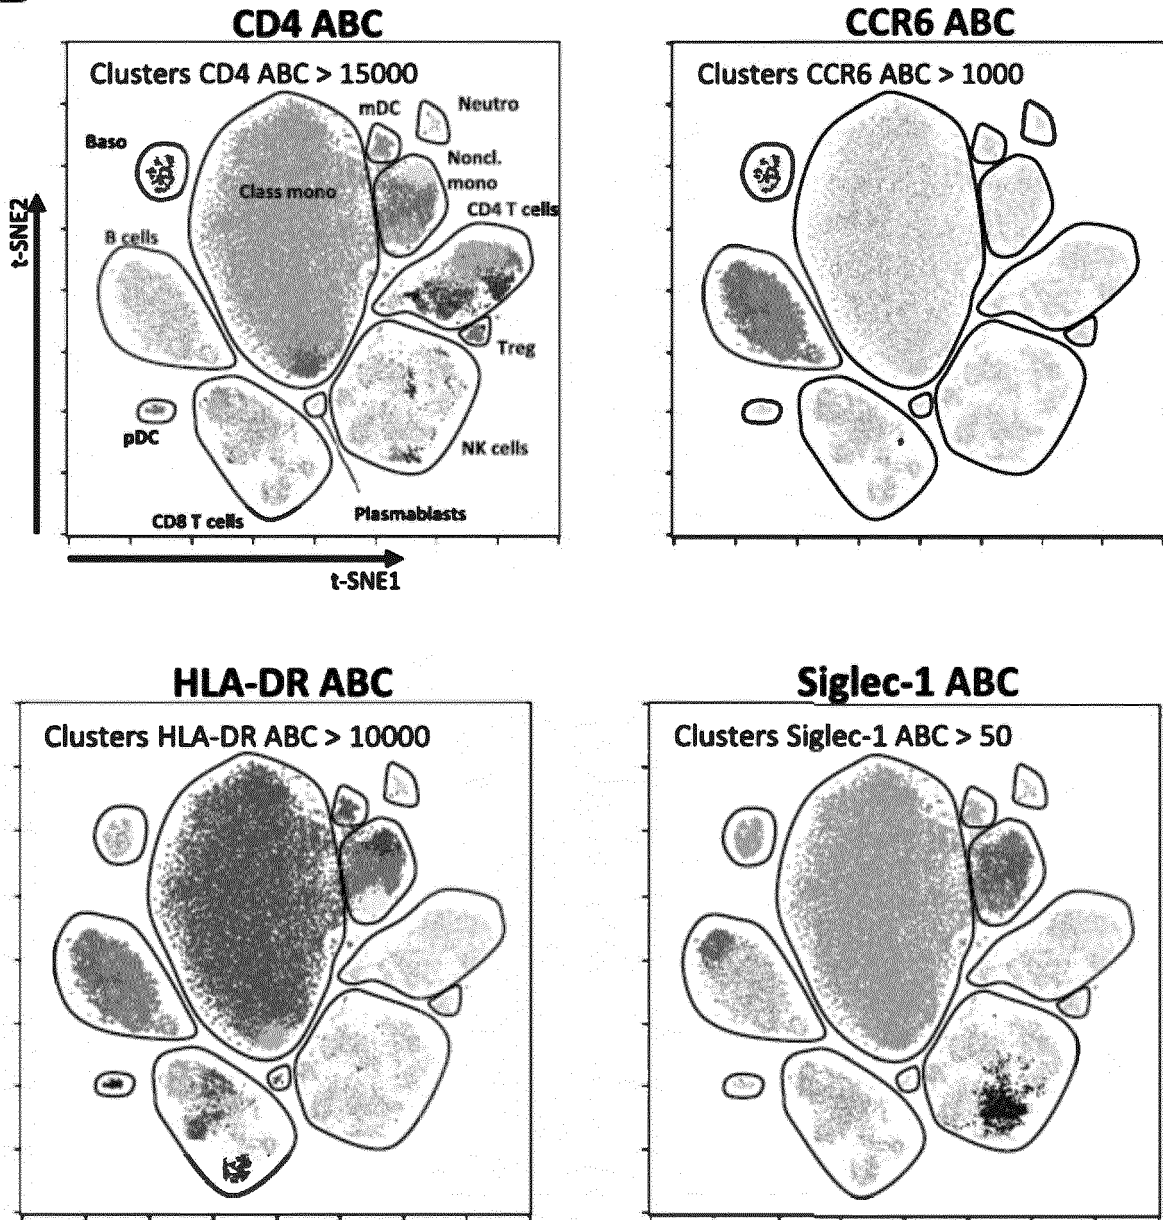 CD4 ABC
CCR6 ABC
Clusters CD4 ABC > 15000
Clusters CCR6 ABC > 1000
mDC
Neutro
Baso
Noncl.
mono
Class mono
CD4 T cells
t-SNE2
B cells
Treg
pDC
NK cells
CD8 T cells
Plasmablasts
t-SNE1
HLA-DR ABC
Siglec-1 ABC
Clusters HLA-DR ABC > 10000
Clusters Siglec-1 ABC > 50